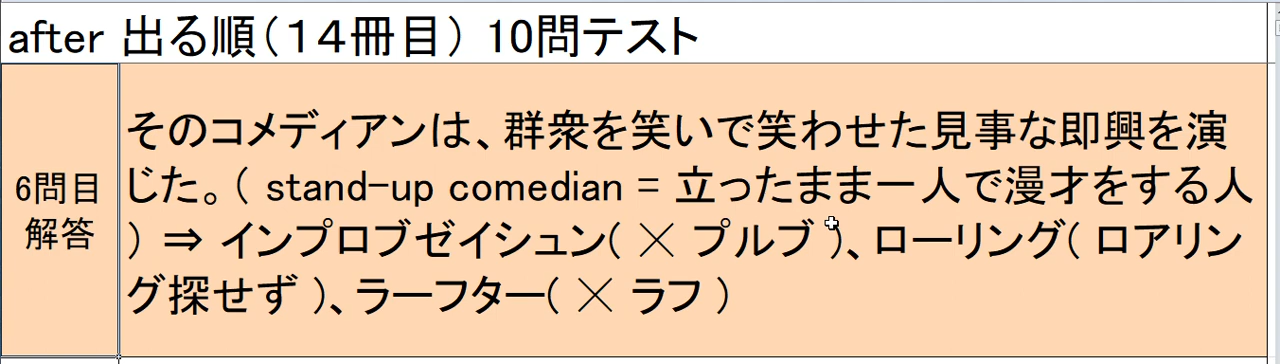 after 出る順（１４冊目） 10問テスト
6問目
解答
そのコメディアンは、群衆を笑いで笑わせた見事な即興を演
じた。( stand-up comedian = 立ったまま一人で漫才をする人
) ⇒ インプロブゼイシュン( × プルブ )、ローリング( ロアリン
グ探せず )、ラーフター( × ラフ )